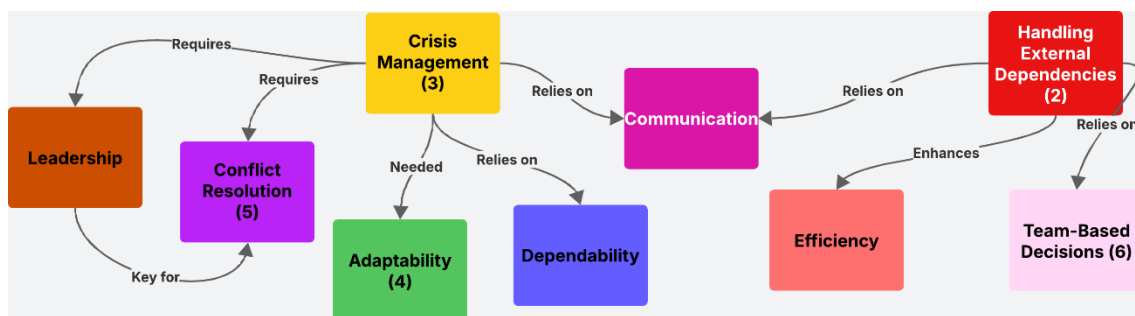 Requires
Crisis
Management
(3)
Requires
Relies on
Communication
Relies on
Handling
External
Dependencies
(2)
Relies on
Leadership
Conflict
Resolution
(5)
Needed
Relies on
Enhances
Key for
Adaptability
(4)
Dependability
Efficiency
Team-Based
Decisions (6)